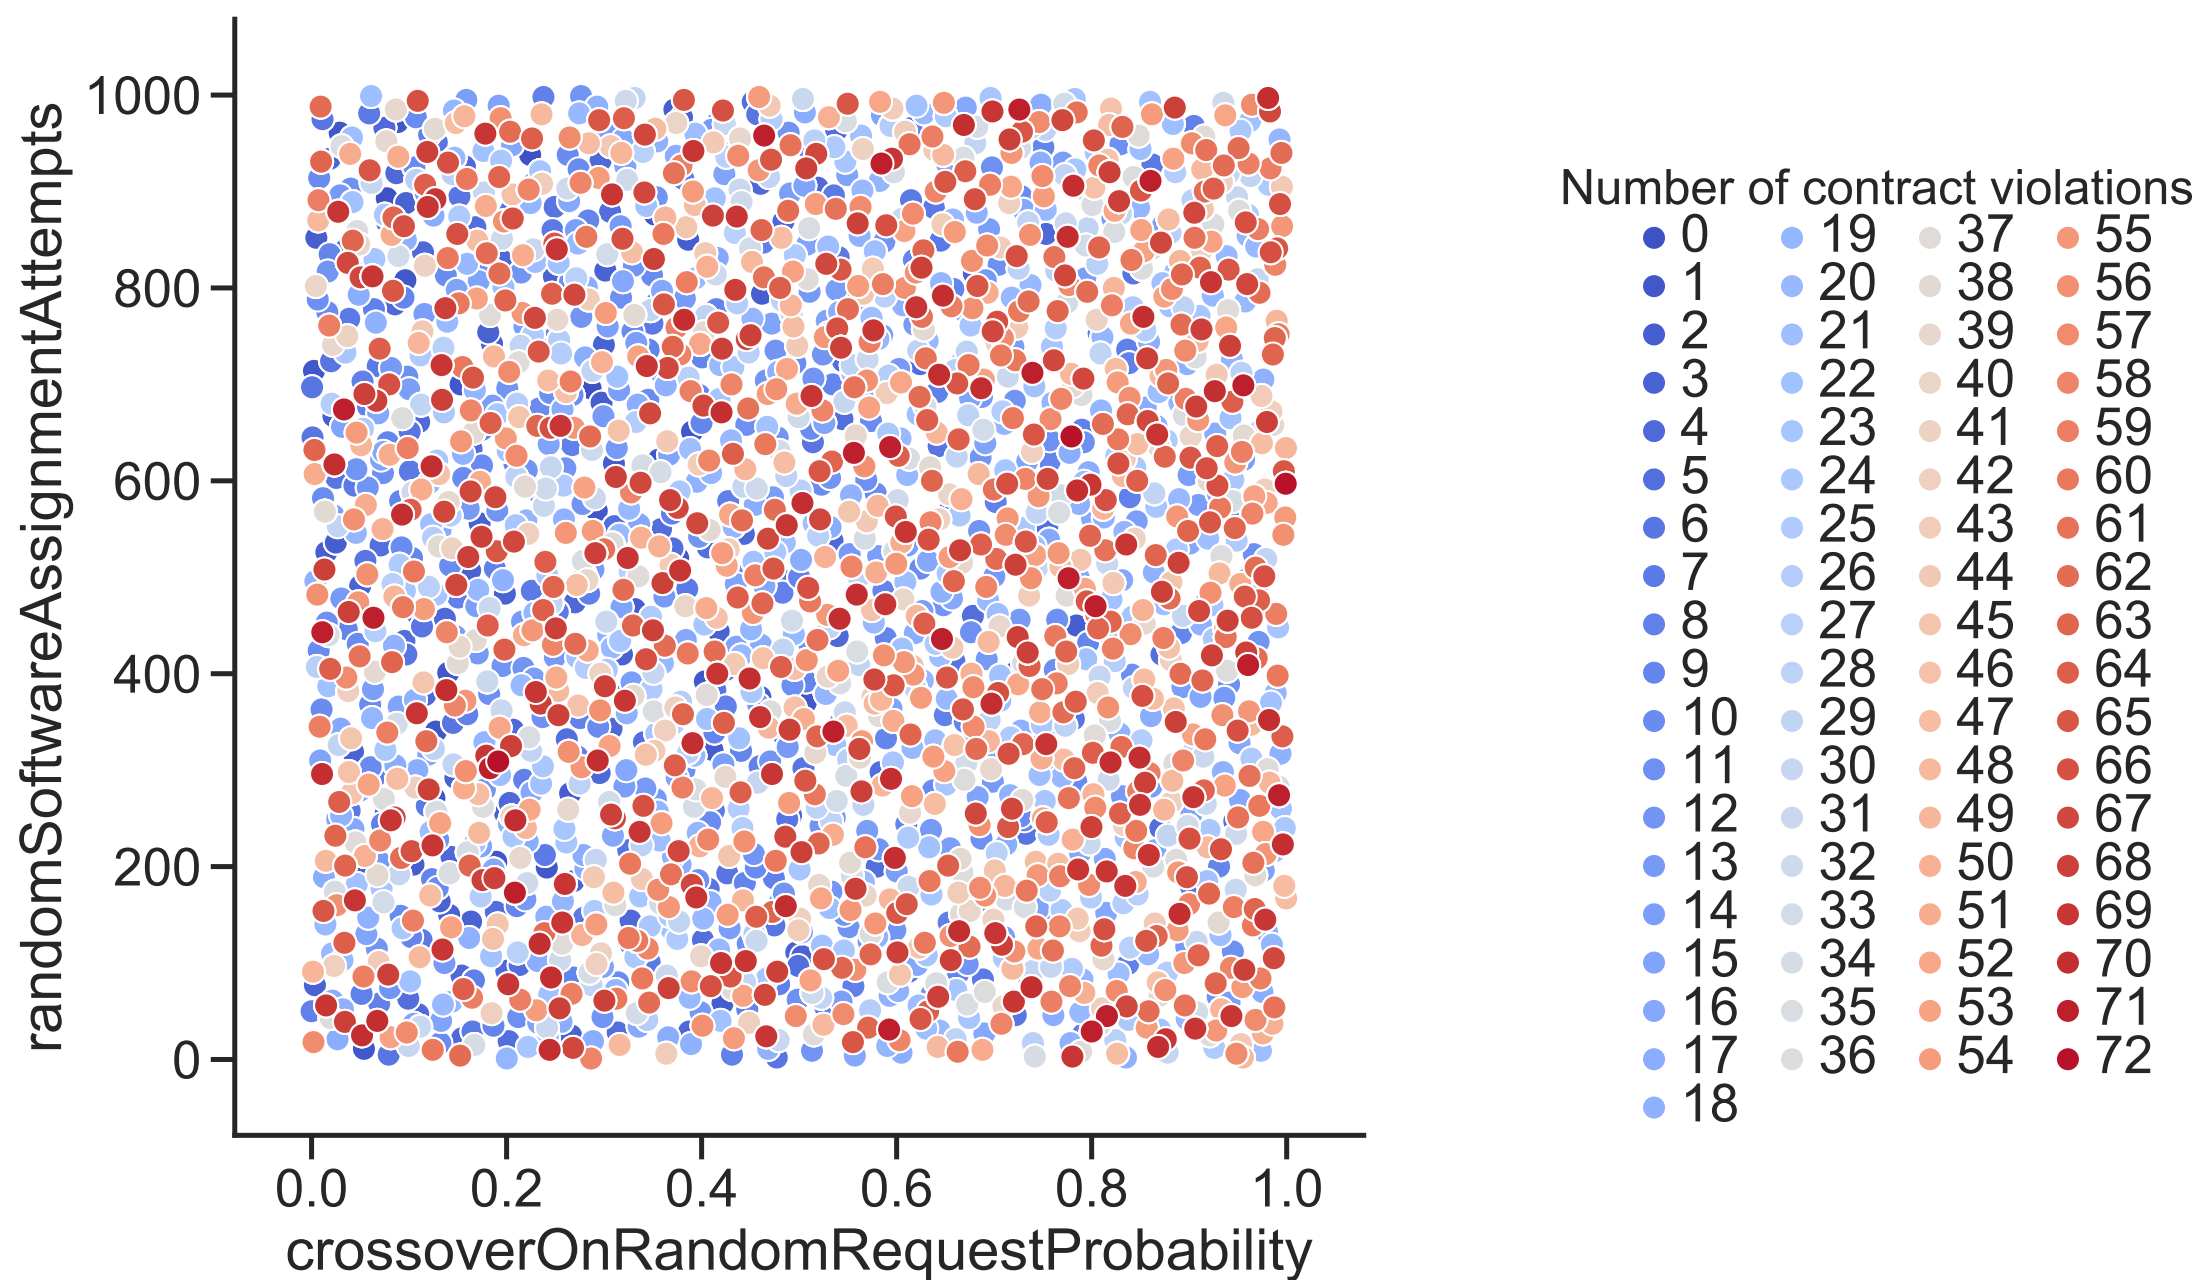 randomSoftwareAssignmentAttempts
1000
800
600
400
200
0
0.0 0.2 0.4 0.6 0.8 1.0
crossoverOnRandomRequestProbability
Number of contract violations
0 19 37 55
1 20 38 56
2 21 39 57
3 22 40 58
4 23 41 59
5 24 42 60
6 25 43 61
7 26 44 62
8 27 45 63
9 28 46 64
10 29 47 65
11 30 48 66
12 31 49 67
13 32 50 68
14 33 51 69
15 34 52 70
16 35 53 71
17 36 54 72
18